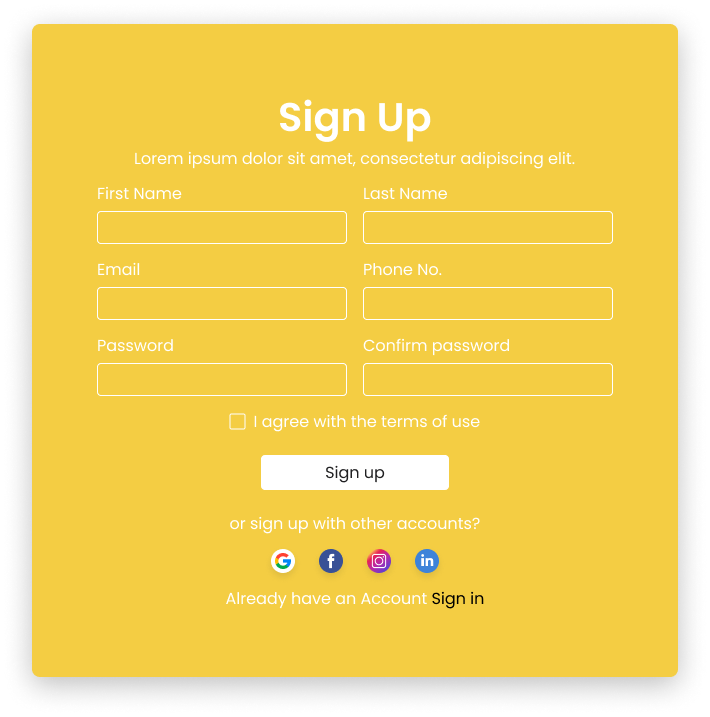 Sign Up
Lorem ipsum dolor sit amet, consectetur adipiscing elit.
First Name Last Name
Email Phone No.
Password Confirm password
I agree with the terms of use
Sign up
or sign up with other accounts?
G f in
Already have an Account Sign in